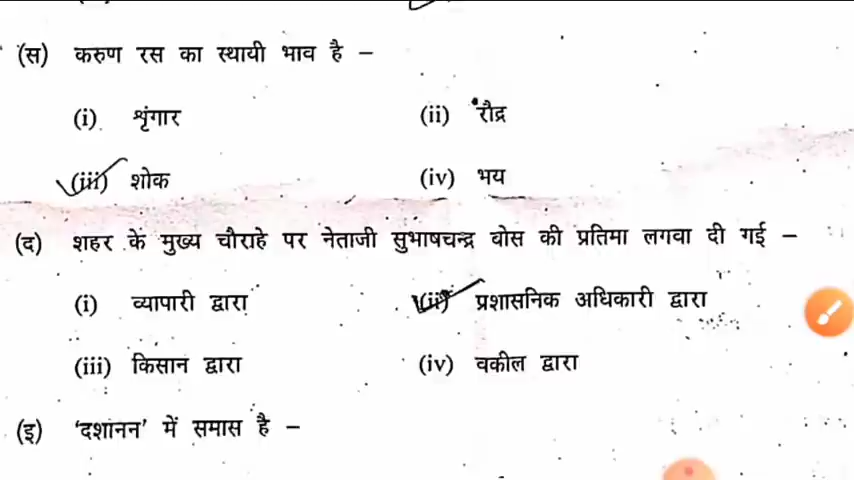 (स) करुण रस का स्थायी भाव है –
(i) शृंगार (ii) रौद्र
(iii) शोक (iv) भय
(द) शहर के मुख्य चौराहे पर नेताजी सुभाषचन्द्र बोस की प्रतिमा लगवा दी गई –
(i) व्यापारी द्वारा (ii) प्रशासनिक अधिकारी द्वारा
(iii) किसान द्वारा (iv) वकील द्वारा
(इ) 'दशानन' में समास है –